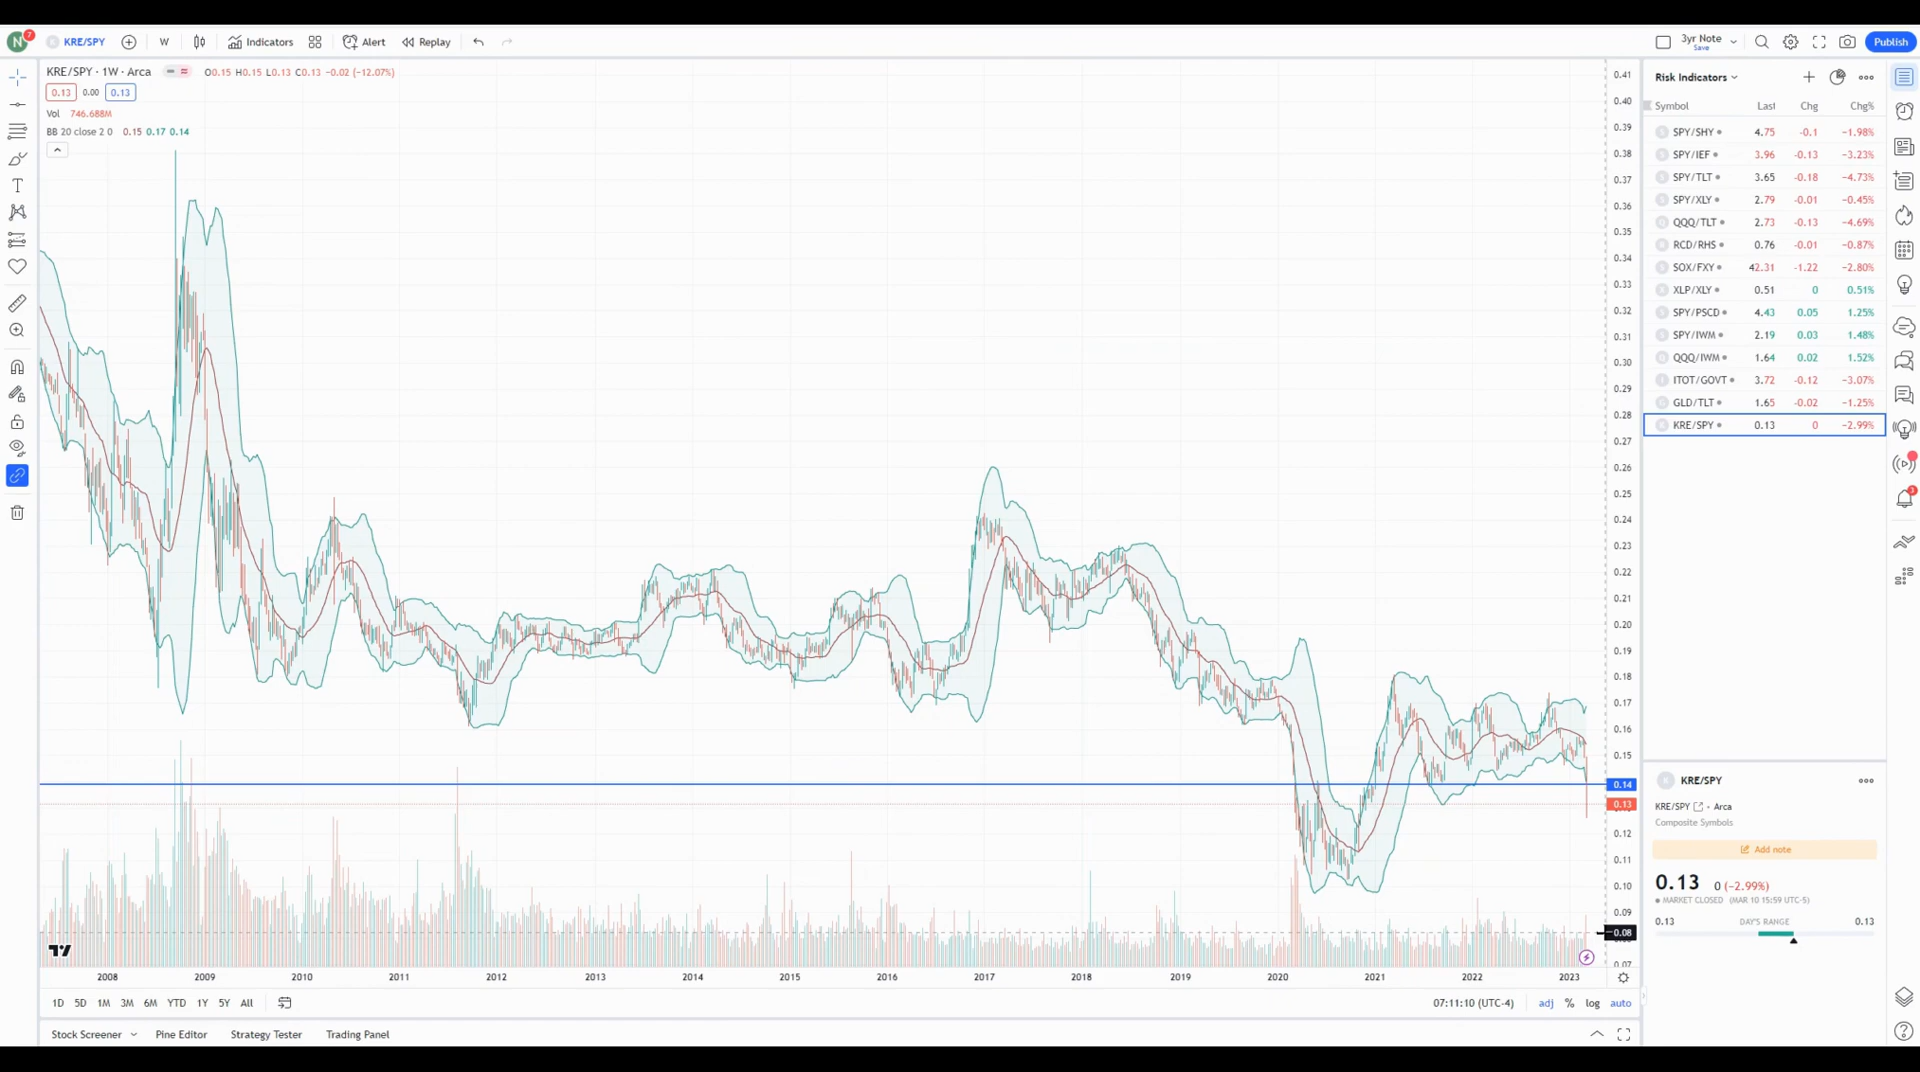 N 7 KRE/SPY W Indicators Alert Replay 3yr Note Save Publish
KRE/SPY · 1W · Arca O0.15 H0.15 L0.13 C0.13 −0.02 (−12.07%)
0.13 0.00 0.13
Vol 746.688M
BB 20 close 2 0 0.15 0.17 0.14
0.41
0.40
0.39
0.38
0.37
0.36
0.35
0.34
0.33
0.32
0.31
0.30
0.29
0.28
0.27
0.26
0.25
0.24
0.23
0.22
0.21
0.20
0.19
0.18
0.17
0.16
0.15
0.14
0.13
0.12
0.11
0.10
0.09
0.08
0.07
2008 2009 2010 2011 2012 2013 2014 2015 2016 2017 2018 2019 2020 2021 2022 2023
1D 5D 1M 3M 6M YTD 1Y 5Y All 07:11:10 (UTC-4) adj % log auto
Stock Screener Pine Editor Strategy Tester Trading Panel
Risk Indicators
Symbol Last Chg Chg%
SPY/SHY 4.75 -0.1 −1.98%
SPY/IEF 3.96 -0.13 −3.23%
SPY/TLT 3.65 -0.18 −4.73%
SPY/XLY 2.79 -0.01 −0.45%
QQQ/TLT 2.73 -0.13 −4.69%
RCD/RHS 0.76 -0.01 −0.87%
SOX/FXY 42.31 -1.22 −2.80%
XLP/XLY 0.51 0 0.51%
SPY/PSCD 4.43 0.05 1.25%
SPY/IWM 2.19 0.03 1.48%
QQQ/IWM 1.64 0.02 1.52%
ITOT/GOVT 3.72 -0.12 −3.07%
GLD/TLT 1.65 -0.02 −1.25%
KRE/SPY 0.13 0 −2.99%
KRE/SPY
KRE/SPY · Arca
Composite Symbols
Add note
0.13 0 (−2.99%)
MARKET CLOSED (MAR 10 15:59 UTC-5)
0.13 DAY'S RANGE 0.13
3